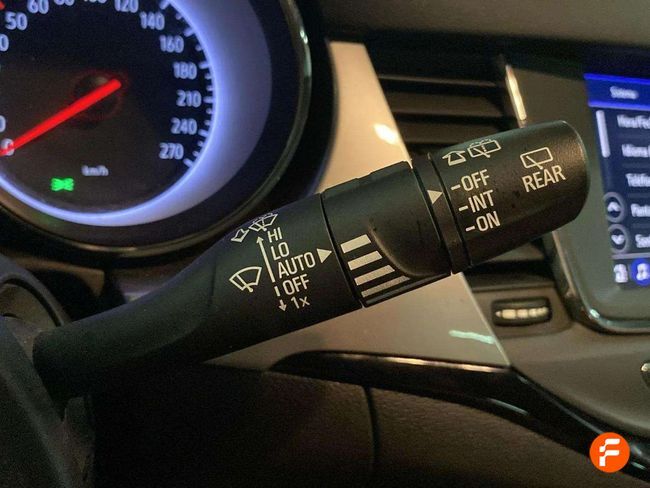 50
60
80
100
120
140
160
180
210
240
270
km/h
HI
LO
AUTO
OFF
1x
-OFF
-INT
-ON
REAR
Sistema